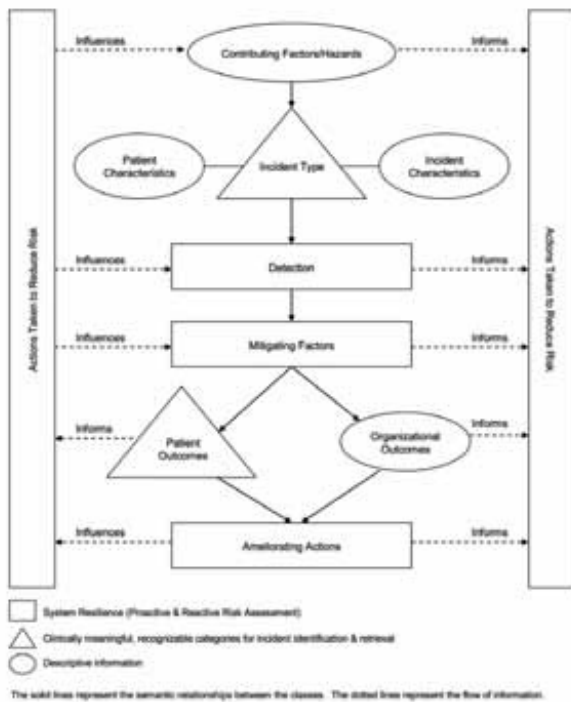 Influences
Contributing Factors/Hazards
Informs
Patient
Characteristics
Incident Type
Incident
Characteristics
Actions Taken to Reduce Risk
Actions Taken to Reduce Risk
Influences
Detection
Informs
Influences
Mitigating Factors
Informs
Informs
Patient
Outcomes
Organizational
Outcomes
Informs
Influences
Ameliorating Actions
Informs
System Resilience (Proactive & Reactive Risk Assessment)
Clinically meaningful, recognizable categories for incident identification & retrieval
Descriptive information
The solid lines represent the semantic relationships between the classes. The dotted lines represent the flow of information.